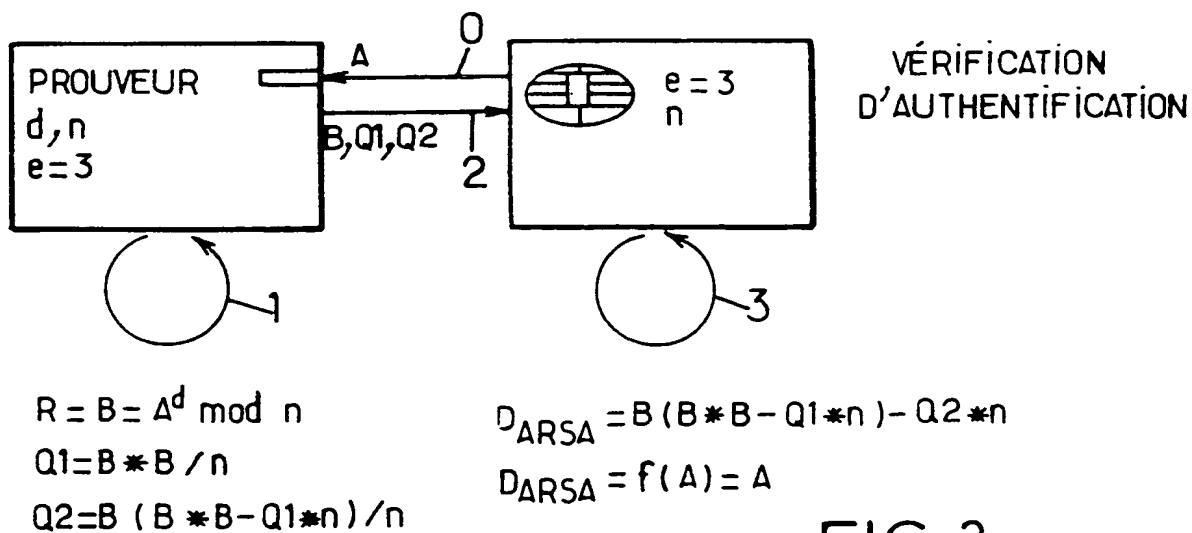 0
A
PROUVEUR
d,n
e=3
B,Q1,Q2
2
e=3
n
VÉRIFICATION
D'AUTHENTIFICATION
1
3
R = B = Aᵈ mod n
Q1=B*B/n
Q2=B (B*B-Q1*n)/n
D_ARSA = B(B*B-Q1*n)-Q2*n
D_ARSA = f(A) = A